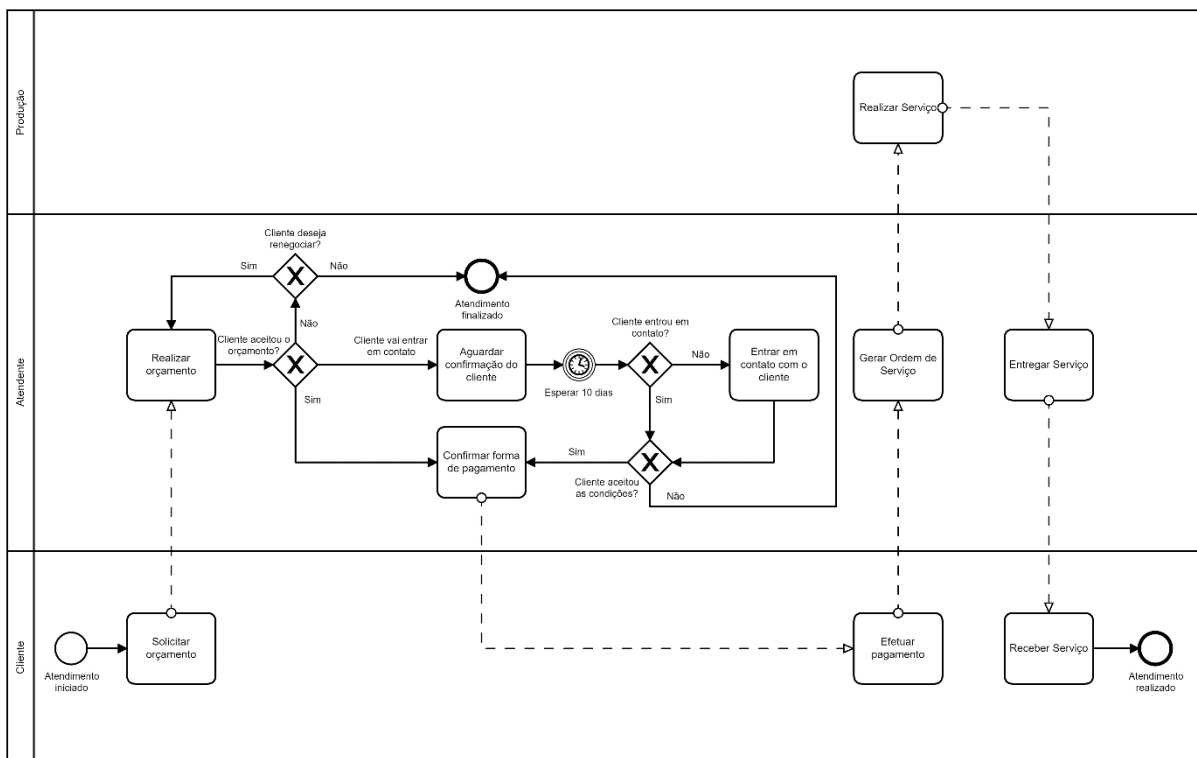 Produção
Realizar Serviço
Atendente
Cliente deseja
renegociar?
Sim
Não
Atendimento
finalizado
Não
Realizar
orçamento
Cliente aceitou o
orçamento?
Cliente vai entrar
em contato
Aguardar
confirmação do
cliente
Esperar 10 dias
Cliente entrou em
contato?
Não
Entrar em
contato com o
cliente
Gerar Ordem de
Serviço
Entregar Serviço
Sim
Sim
Confirmar forma
de pagamento
Sim
Cliente aceitou
as condições?
Não
Cliente
Atendimento
iniciado
Solicitar
orçamento
Efetuar
pagamento
Receber Serviço
Atendimento
realizado